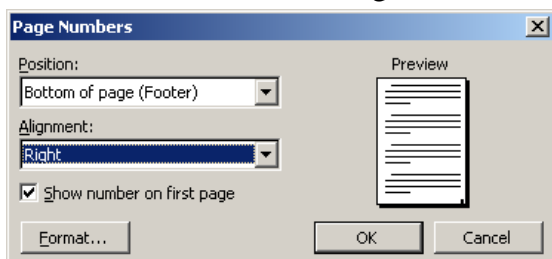 Page Numbers
Position:
Preview
Bottom of page (Footer)
Alignment:
Right
Show number on first page
Format...
OK
Cancel